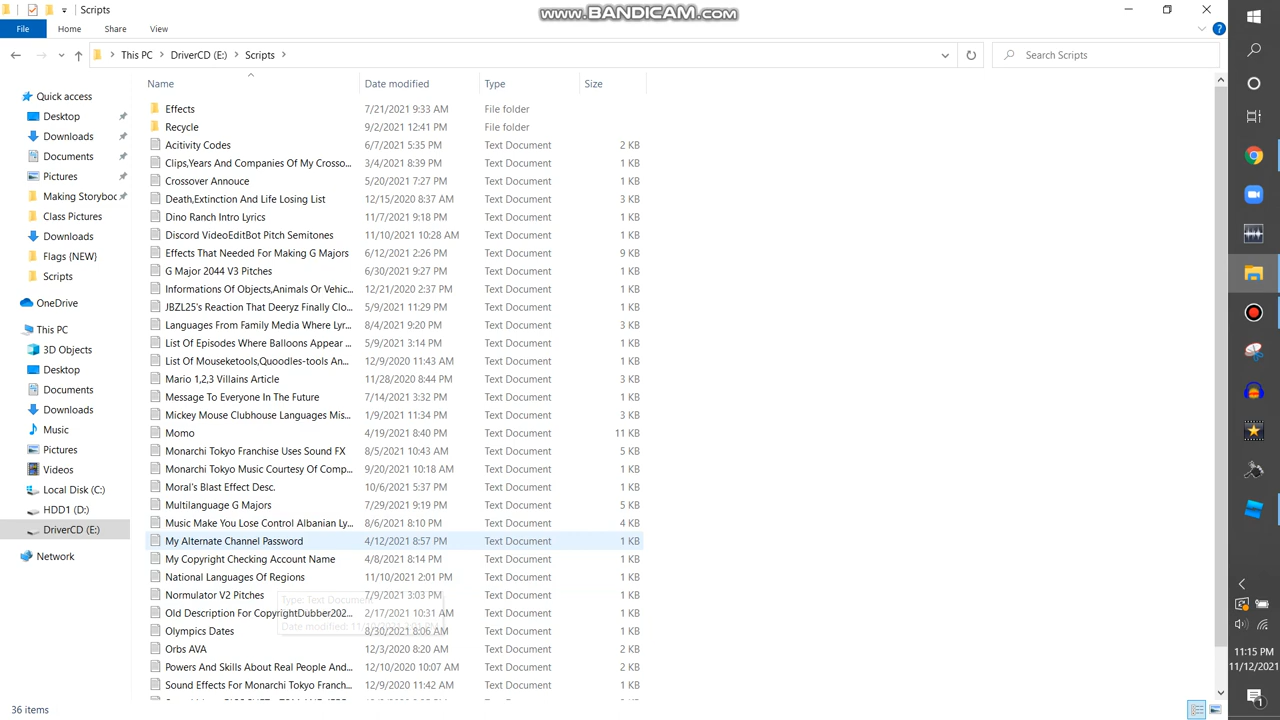 Scripts
www.BANDICAM.com
File Home Share View
This PC DriverCD (E:) Scripts Search Scripts
Name Date modified Type Size
Quick access
Desktop
Downloads
Documents
Pictures
Making Storyboo
Class Pictures
Downloads
Flags {NEW}
Scripts
OneDrive
This PC
3D Objects
Desktop
Documents
Downloads
Music
Pictures
Videos
Local Disk (C:)
HDD1 (D:)
DriverCD (E:)
Network
Effects 7/21/2021 9:33 AM File folder
Recycle 9/2/2021 12:41 PM File folder
Acitivity Codes 6/7/2021 5:35 PM Text Document 2 KB
Clips,Years And Companies Of My Crosso... 3/4/2021 8:39 PM Text Document 1 KB
Crossover Annouce 5/20/2021 7:27 PM Text Document 1 KB
Death,Extinction And Life Losing List 12/15/2020 8:37 AM Text Document 3 KB
Dino Ranch Intro Lyrics 11/7/2021 9:18 PM Text Document 1 KB
Discord VideoEditBot Pitch Semitones 11/10/2021 10:28 AM Text Document 1 KB
Effects That Needed For Making G Majors 6/12/2021 2:26 PM Text Document 9 KB
G Major 2044 V3 Pitches 6/30/2021 9:27 PM Text Document 1 KB
Informations Of Objects,Animals Or Vehic... 12/21/2020 2:37 PM Text Document 1 KB
JBZL25's Reaction That Deeryz Finally Clo... 5/9/2021 11:29 PM Text Document 1 KB
Languages From Family Media Where Lyr... 8/4/2021 9:20 PM Text Document 3 KB
List Of Episodes Where Balloons Appear ... 5/9/2021 3:14 PM Text Document 1 KB
List Of Mouseketools,Quoodles-tools An... 12/9/2020 11:43 AM Text Document 1 KB
Mario 1,2,3 Villains Article 11/28/2020 8:44 PM Text Document 3 KB
Message To Everyone In The Future 7/14/2021 3:32 PM Text Document 1 KB
Mickey Mouse Clubhouse Languages Mis... 1/9/2021 11:34 PM Text Document 3 KB
Momo 4/19/2021 8:40 PM Text Document 11 KB
Monarchi Tokyo Franchise Uses Sound FX 8/5/2021 10:43 AM Text Document 5 KB
Monarchi Tokyo Music Courtesy Of Comp... 9/20/2021 10:18 AM Text Document 1 KB
Moral's Blast Effect Desc. 10/6/2021 5:37 PM Text Document 1 KB
Multilanguage G Majors 7/29/2021 9:19 PM Text Document 5 KB
Music Make You Lose Control Albanian Ly... 8/6/2021 8:10 PM Text Document 4 KB
My Alternate Channel Password 4/12/2021 8:57 PM Text Document 1 KB
My Copyright Checking Account Name 4/8/2021 8:14 PM Text Document 1 KB
National Languages Of Regions 11/10/2021 2:01 PM Text Document 1 KB
Normulator V2 Pitches 7/9/2021 3:03 PM Text Document 1 KB
Old Description For CopyrightDubber202... 2/17/2021 10:31 AM Text Document 1 KB
Olympics Dates 8/30/2021 8:06 AM Text Document 1 KB
Orbs AVA 12/3/2020 8:20 AM Text Document 2 KB
Powers And Skills About Real People And... 12/10/2020 10:07 AM Text Document 2 KB
Sound Effects For Monarchi Tokyo Franch... 12/9/2020 11:42 AM Text Document 1 KB
36 items
11:15 PM
11/12/2021
1